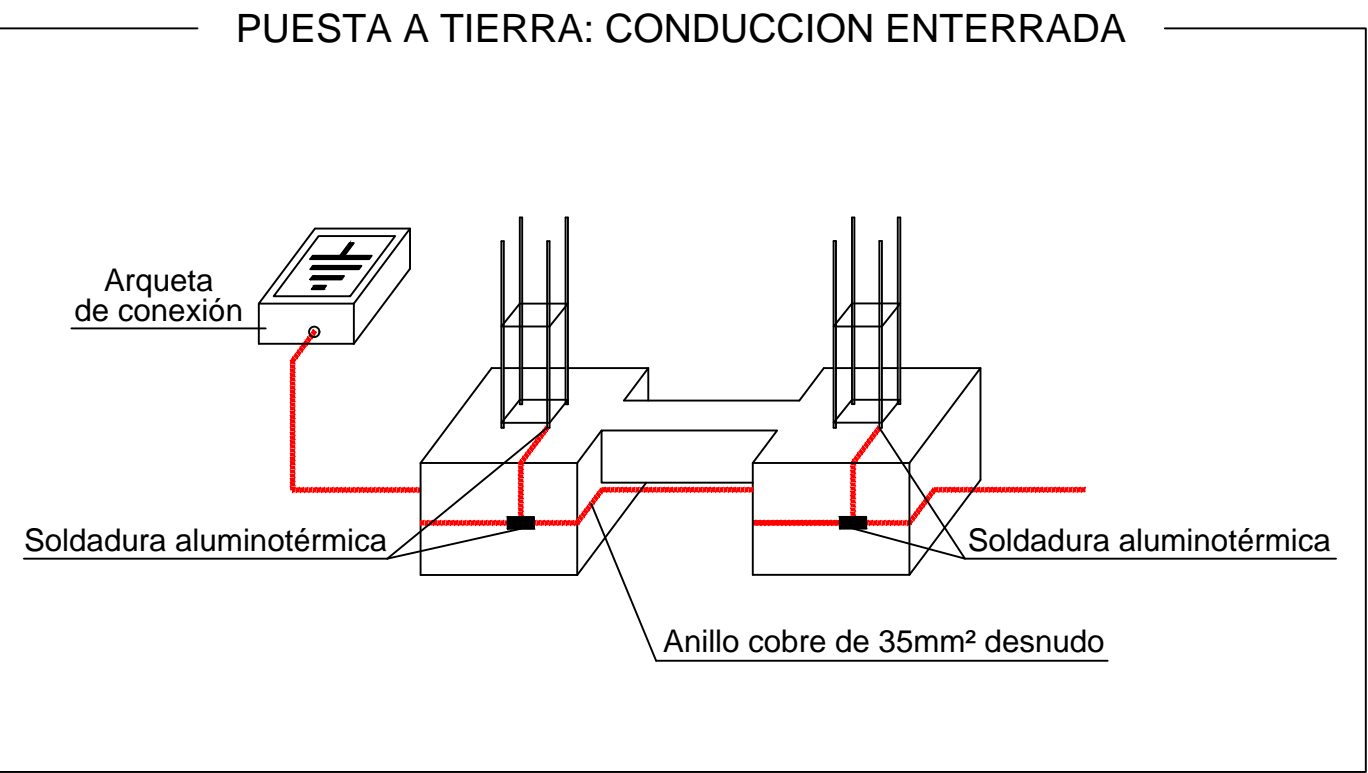 PUESTA A TIERRA: CONDUCCION ENTERRADA
Arqueta
de conexión
Soldadura aluminotérmica
Soldadura aluminotérmica
Anillo cobre de 35mm² desnudo